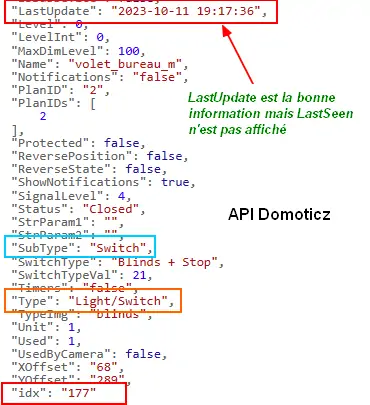 "LastUpdate": "2023-10-11 19:17:36",
"Level": 0,
"LevelInt": 0,
"MaxDimLevel": 100,
"Name": "volet_bureau_m",
"Notifications": "false",
"PlanID": "2",
"PlanIDs": [
2
],
LastUpdate est la bonne
information mais LastSeen
n'est pas affiché
"Protected": false,
"ReversePosition": false,
"ReverseState": false,
"ShowNotifications": true,
"SignalLevel": 4,
"Status": "Closed",
"StrParam1": "",
"StrParam2": "",
API Domoticz
"SubType": "Switch",
"SwitchType": "Blinds + Stop",
"SwitchTypeVal": 21,
"Timers": "false",
"Type": "Light/Switch",
"TypeImg": "blinds",
"Unit": 1,
"Used": 1,
"UsedByCamera": false,
"XOffset": "68",
"YOffset": "289",
"idx": "177"